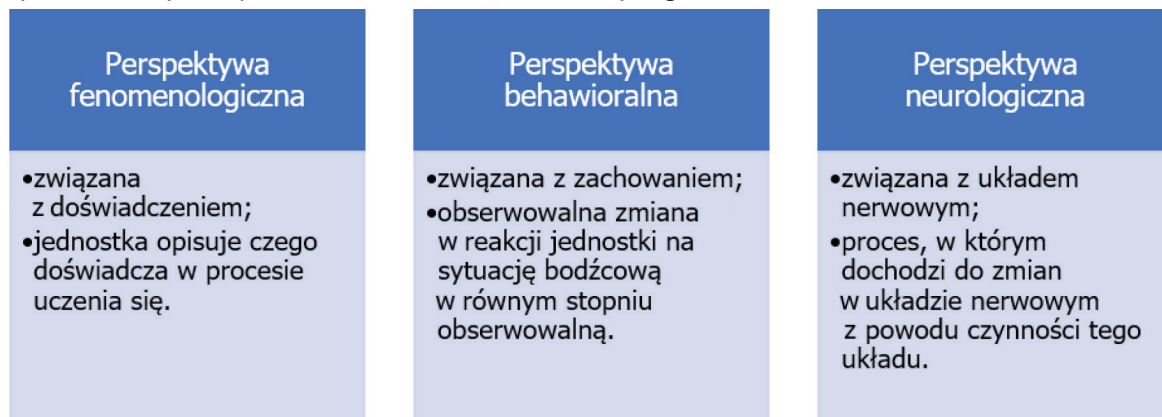 Perspektywa
fenomenologiczna
•związana
z doświadczeniem;
•jednostka opisuje czego
doświadcza w procesie
uczenia się.
Perspektywa
behawioralna
•związana z zachowaniem;
•obserwowalna zmiana
w reakcji jednostki na
sytuację bodźcową
w równym stopniu
obserwowalną.
Perspektywa
neurologiczna
•związana z układem
nerwowym;
•proces, w którym
dochodzi do zmian
w układzie nerwowym
z powodu czynności tego
układu.